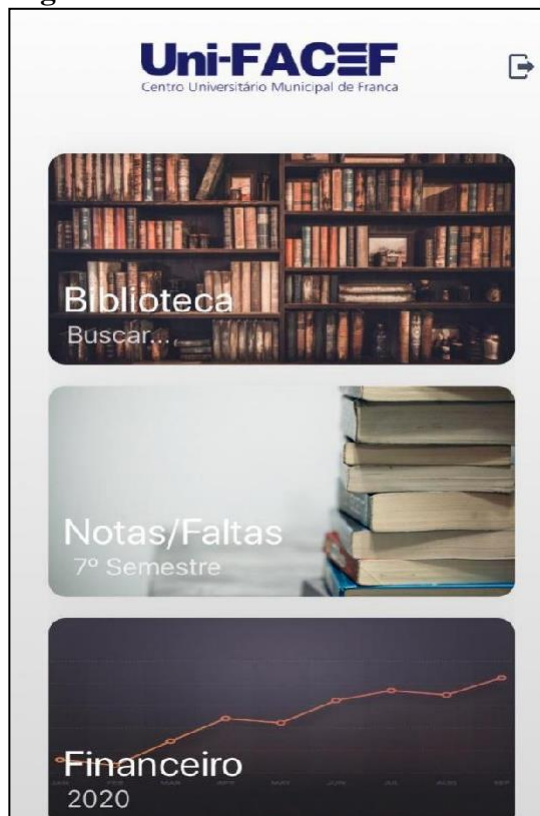 Uni-FACEF
Centro Universitário Municipal de Franca
Biblioteca
Buscar...
Notas/Faltas
7º Semestre
Financeiro
2020